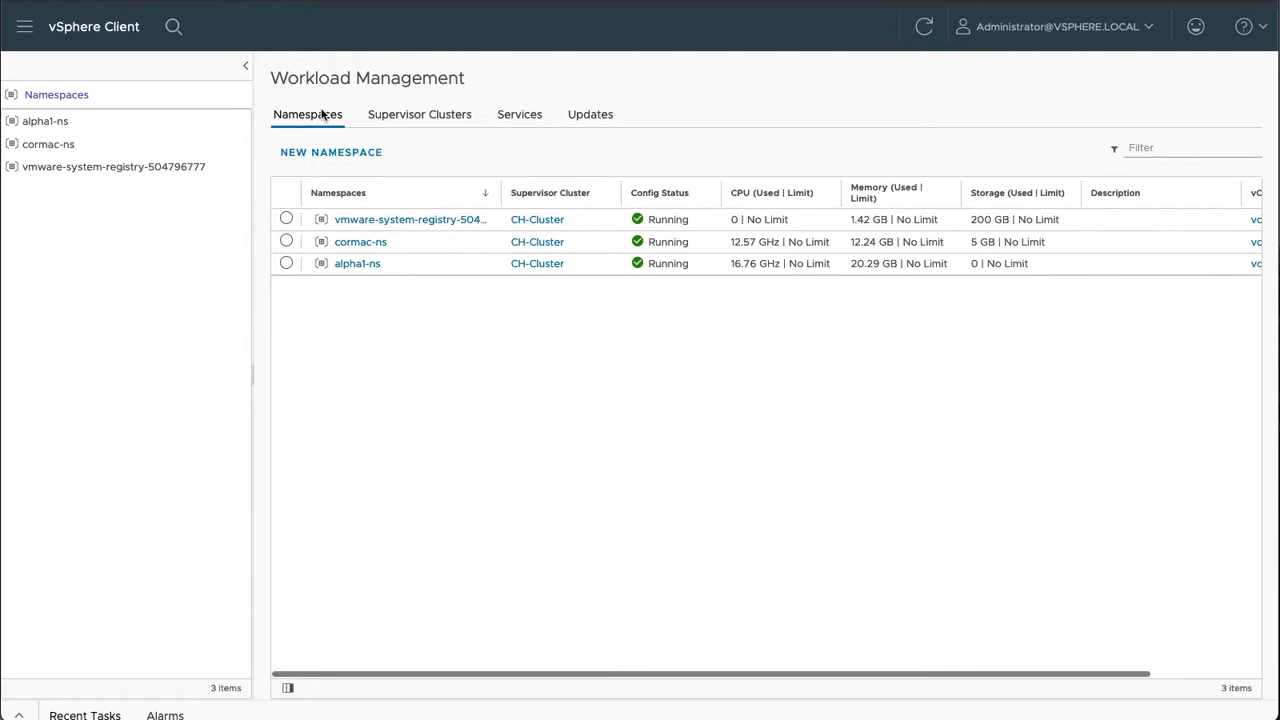 vSphere Client
Administrator@VSPHERE.LOCAL
Namespaces
alpha1-ns
cormac-ns
vmware-system-registry-504796777
3 items
Workload Management
Namespaces Supervisor Clusters Services Updates
NEW NAMESPACE
Filter
Namespaces Supervisor Cluster Config Status CPU (Used | Limit) Memory (Used | Limit) Storage (Used | Limit) Description vC
vmware-system-registry-504... CH-Cluster Running 0 | No Limit 1.42 GB | No Limit 200 GB | No Limit vc
cormac-ns CH-Cluster Running 12.57 GHz | No Limit 12.24 GB | No Limit 5 GB | No Limit vc
alpha1-ns CH-Cluster Running 16.76 GHz | No Limit 20.29 GB | No Limit 0 | No Limit vc
3 items
Recent Tasks Alarms